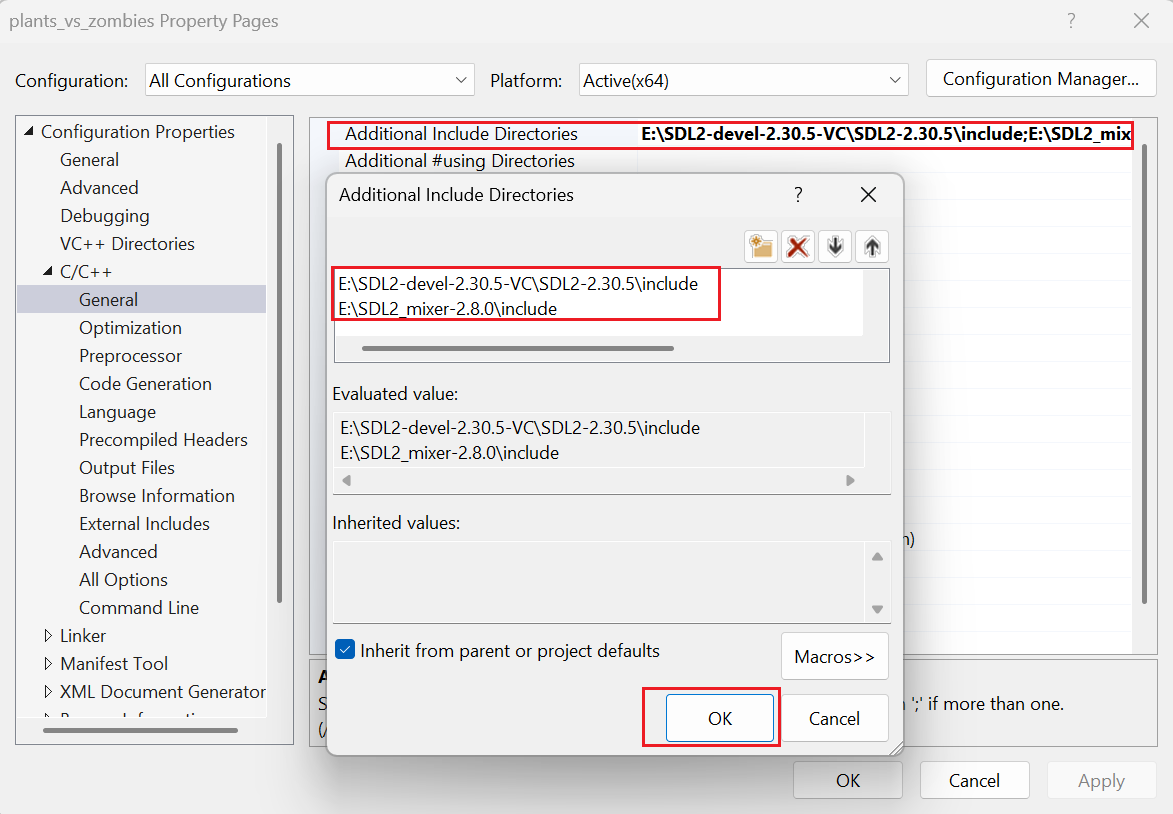 plants_vs_zombies Property Pages
?
Configuration: All Configurations Platform: Active(x64) Configuration Manager...
Configuration Properties
General
Advanced
Debugging
VC++ Directories
C/C++
General
Optimization
Preprocessor
Code Generation
Language
Precompiled Headers
Output Files
Browse Information
External Includes
Advanced
All Options
Command Line
Linker
Manifest Tool
XML Document Generator
Additional Include Directories E:\SDL2-devel-2.30.5-VC\SDL2-2.30.5\include;E:\SDL2_mix
Additional #using Directories
Additional Include Directories
?
E:\SDL2-devel-2.30.5-VC\SDL2-2.30.5\include
E:\SDL2_mixer-2.8.0\include
Evaluated value:
E:\SDL2-devel-2.30.5-VC\SDL2-2.30.5\include
E:\SDL2_mixer-2.8.0\include
Inherited values:
Inherit from parent or project defaults
Macros>>
OK Cancel
';' if more than one.
OK Cancel Apply